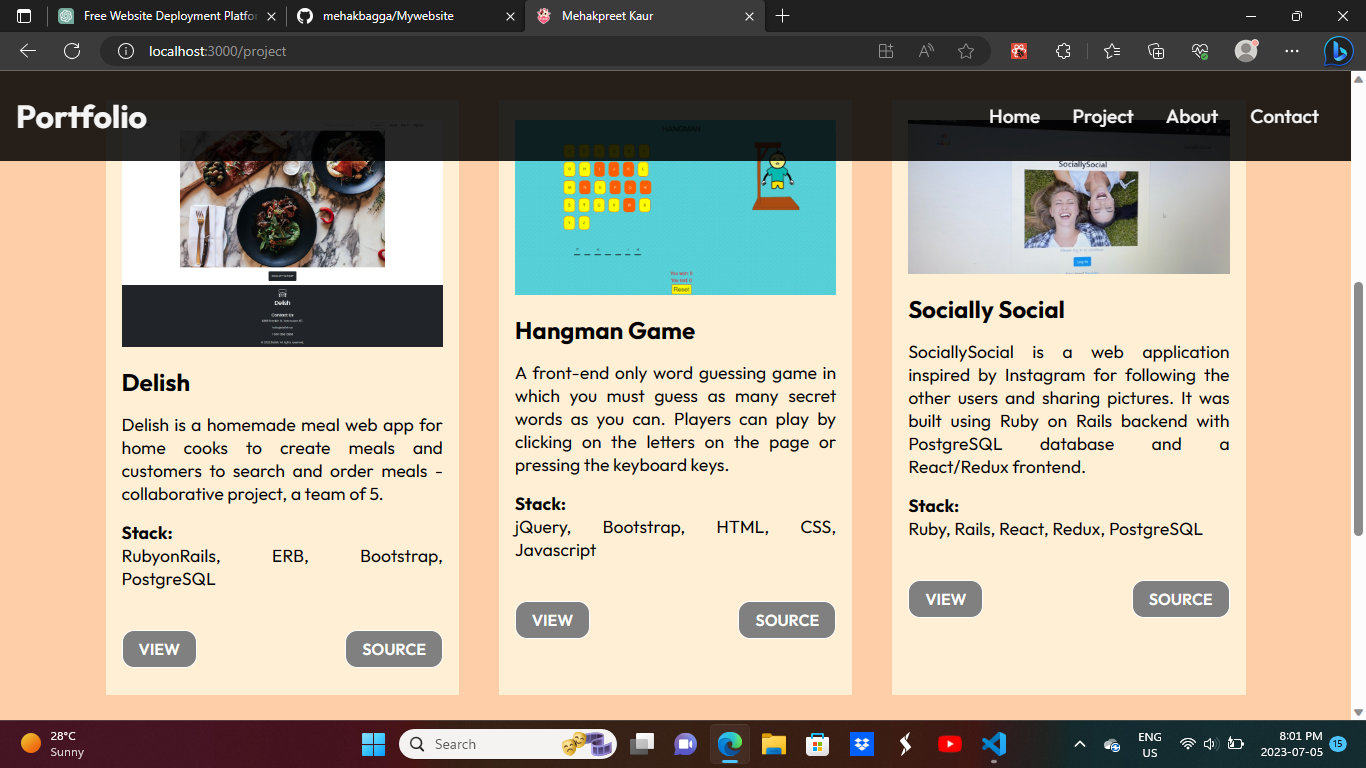 Free Website Deployment Platfo
mehakbagga/Mywebsite
Mehakpreet Kaur
localhost:3000/project
Portfolio
Home
Project
About
Contact
Delish
Contact Us
Delish
Delish is a homemade meal web app for
home cooks to create meals and
customers to search and order meals -
collaborative project, a team of 5.
Stack:
RubyonRails, ERB, Bootstrap,
PostgreSQL
VIEW
SOURCE
HANGMAN
Reset
Hangman Game
A front-end only word guessing game in
which you must guess as many secret
words as you can. Players can play by
clicking on the letters on the page or
pressing the keyboard keys.
Stack:
jQuery, Bootstrap, HTML, CSS,
Javascript
VIEW
SOURCE
SociallySocial
Log In
Socially Social
SociallySocial is a web application
inspired by Instagram for following the
other users and sharing pictures. It was
built using Ruby on Rails backend with
PostgreSQL database and a
React/Redux frontend.
Stack:
Ruby, Rails, React, Redux, PostgreSQL
VIEW
SOURCE
28°C
Sunny
Search
ENG
US
8:01 PM
2023-07-05
15